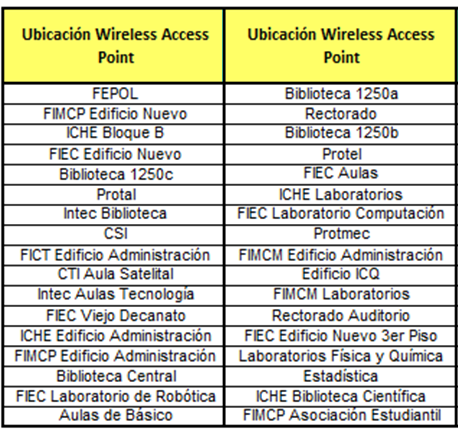 Ubicación Wireless Access Point	Ubicación Wireless Access Point
FEPOL	Biblioteca 1250a
FIMCP Edificio Nuevo	Rectorado
ICHE Bloque B	Biblioteca 1250b
FIEC Edificio Nuevo	Protel
Biblioteca 1250c	FIEC Aulas
Protal	ICHE Laboratorios
Intec Biblioteca	FIEC Laboratorio Computación
CSI	Protmec
FICT Edificio Administración	FIMCM Edificio Administración
CTI Aula Satelital	Edificio ICQ
Intec Aulas Tecnología	FIMCM Laboratorios
FIEC Viejo Decanato	Rectorado Auditorio
ICHE Edificio Administración	FIEC Edificio Nuevo 3er Piso
FIMCP Edificio Administración	Laboratorios Física y Química
Biblioteca Central	Estadística
FIEC Laboratorio de Robótica	ICHE Biblioteca Científica
Aulas de Básico	FIMCP Asociación Estudiantil